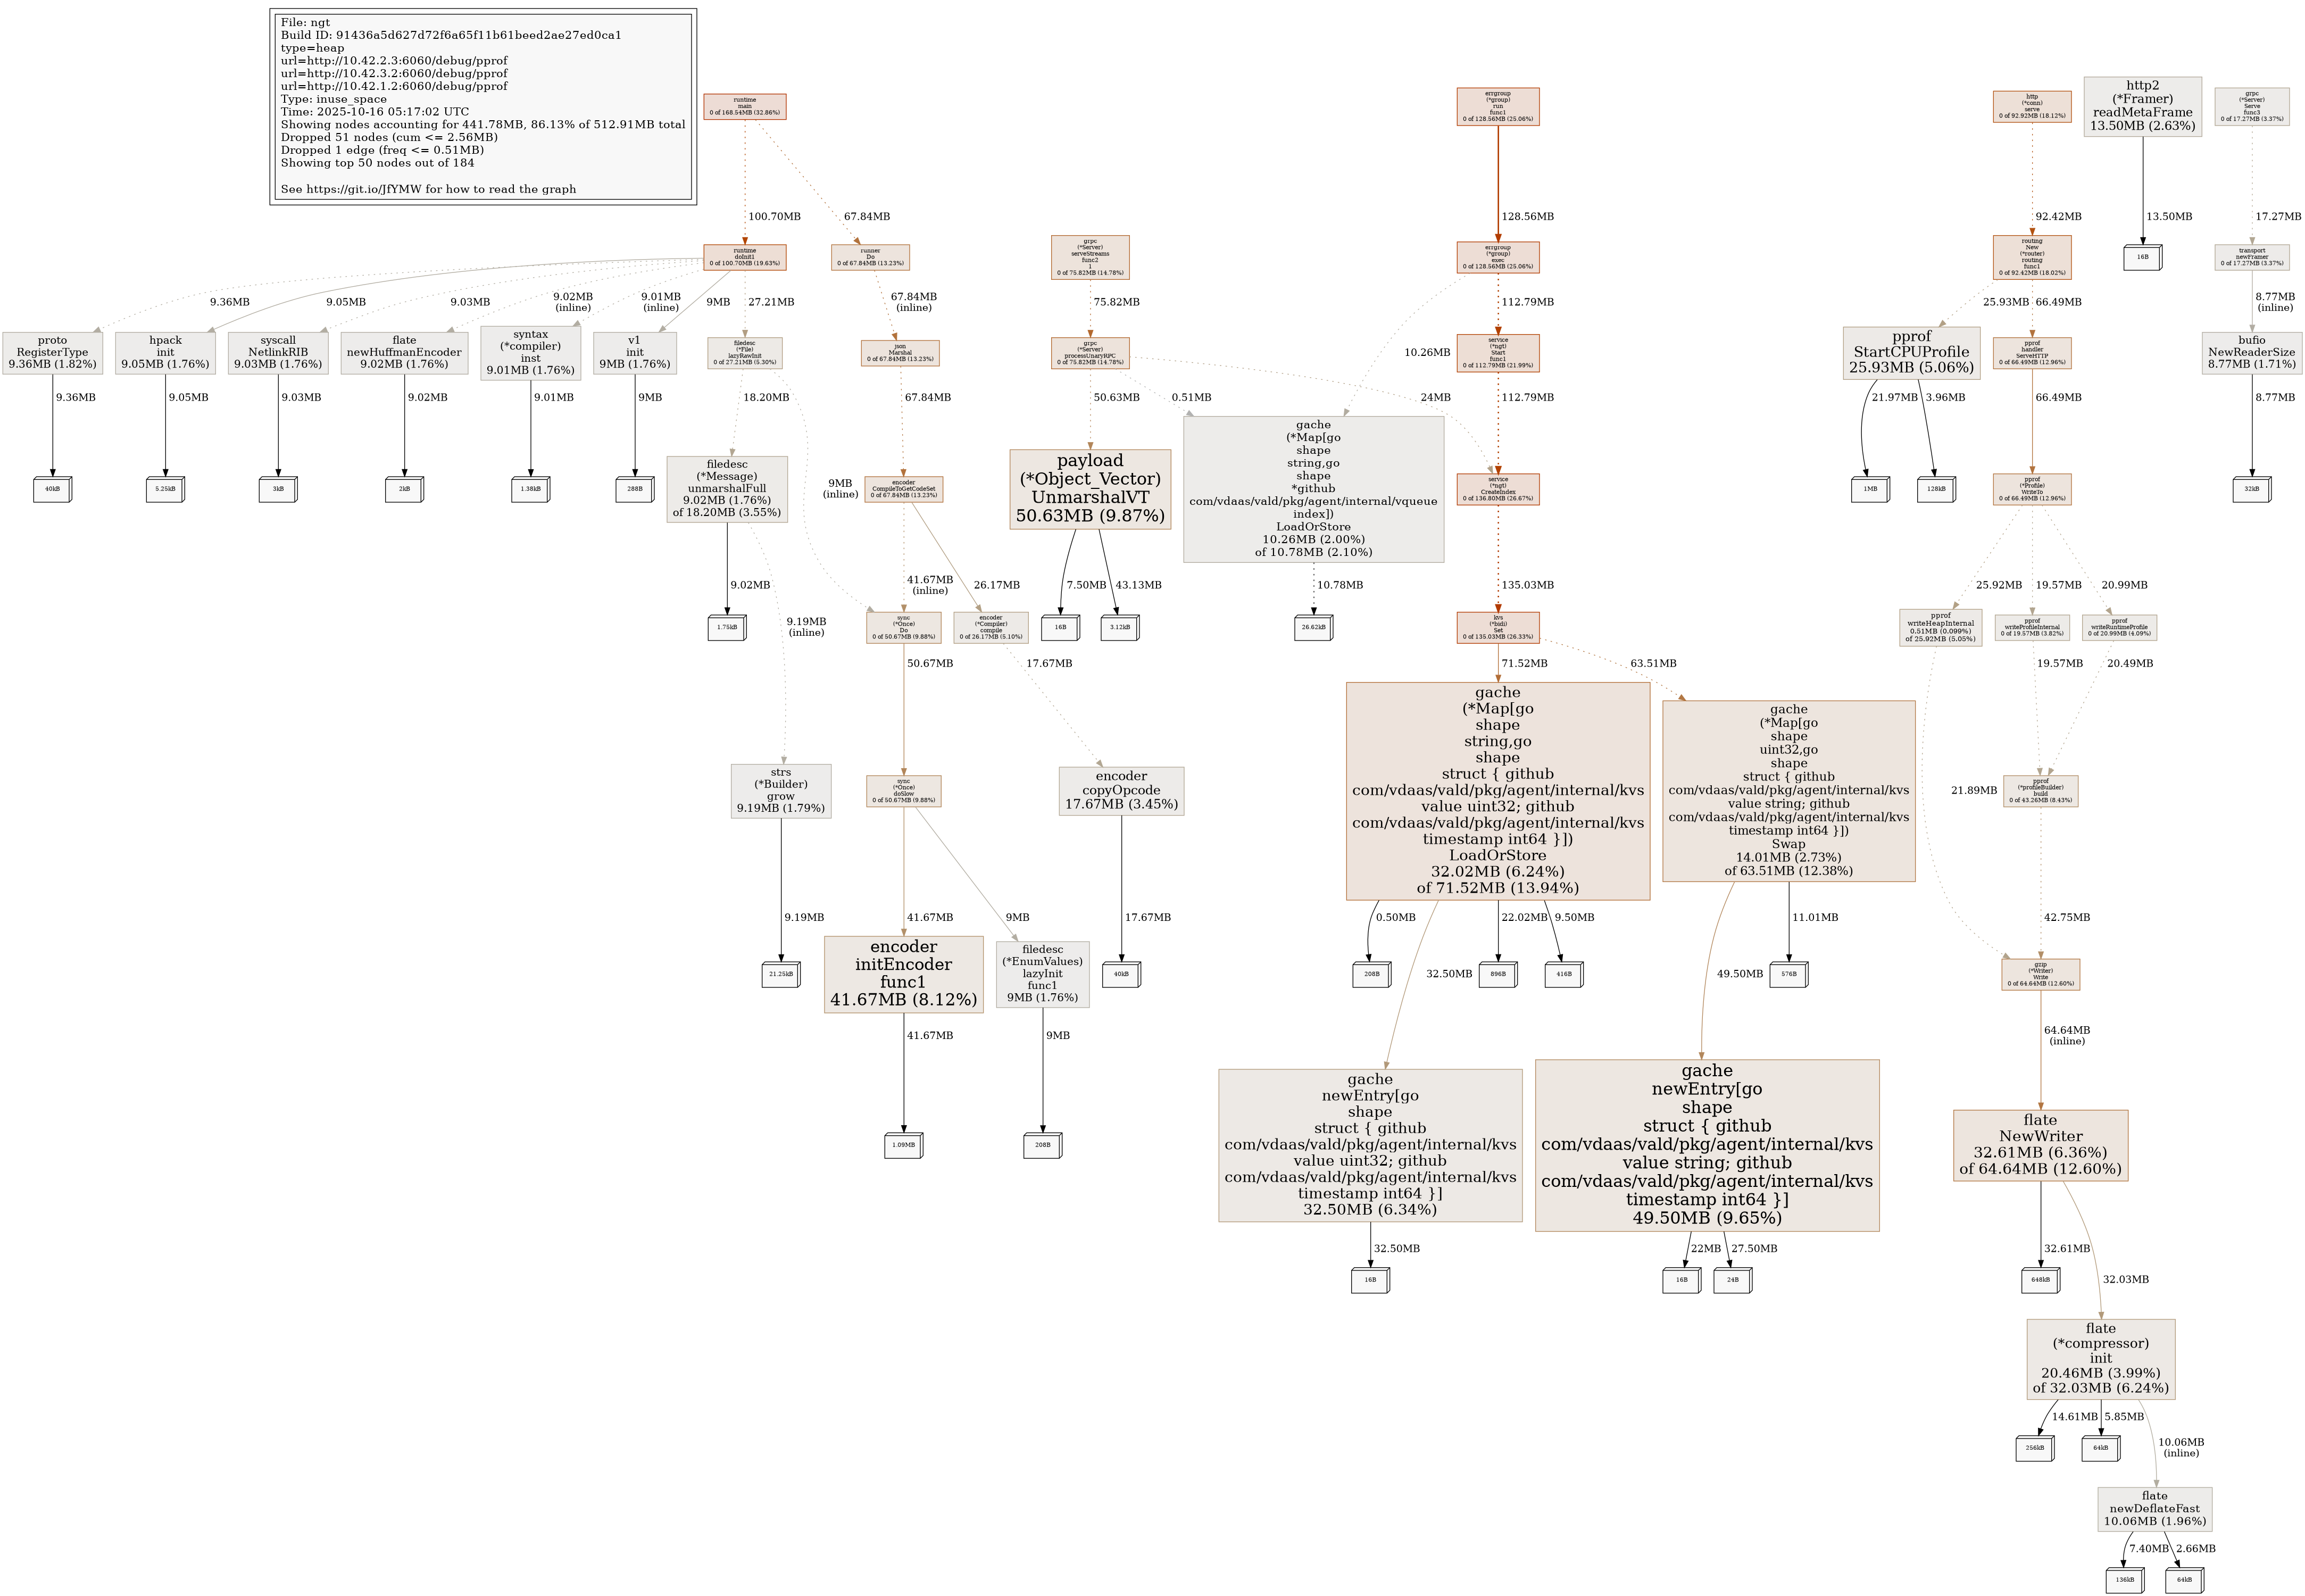 File: ngt
Build ID: 91436a5d627d72f6a65f11b61beed2ae27ed0ca1
type=heap
url=http://10.42.2.3:6060/debug/pprof
url=http://10.42.3.2:6060/debug/pprof
url=http://10.42.1.2:6060/debug/pprof
Type: inuse_space
Time: 2025-10-16 05:17:02 UTC
Showing nodes accounting for 441.78MB, 86.13% of 512.91MB total
Dropped 51 nodes (cum <= 2.56MB)
Dropped 1 edge (freq <= 0.51MB)
Showing top 50 nodes out of 184
See https://git.io/JfYMW for how to read the graph
runtime
main
0 of 168.54MB (32.86%)
errgroup
(*group)
run
func1
0 of 128.56MB (25.06%)
http
(*conn)
serve
0 of 92.92MB (18.12%)
http2
(*Framer)
readMetaFrame
13.50MB (2.63%)
grpc
(*Server)
Serve
func3
0 of 17.27MB (3.37%)
100.70MB
67.84MB
128.56MB
92.42MB
13.50MB
17.27MB
runtime
doInit1
0 of 100.70MB (19.63%)
runner
Do
0 of 67.84MB (13.23%)
grpc
(*Server)
serveStreams
func2
1
0 of 75.82MB (14.78%)
errgroup
(*group)
exec
0 of 128.56MB (25.06%)
routing
New
(*router)
routing
func1
0 of 92.42MB (18.02%)
16B
transport
newFramer
0 of 17.27MB (3.37%)
9.36MB
9.05MB
9.03MB
9.02MB
(inline)
9.01MB
(inline)
9MB
27.21MB
67.84MB
(inline)
75.82MB
10.26MB
112.79MB
25.93MB
66.49MB
8.77MB
(inline)
proto
RegisterType
9.36MB (1.82%)
hpack
init
9.05MB (1.76%)
syscall
NetlinkRIB
9.03MB (1.76%)
flate
newHuffmanEncoder
9.02MB (1.76%)
syntax
(*compiler)
inst
9.01MB (1.76%)
v1
init
9MB (1.76%)
filedesc
(*File)
lazyRawInit
0 of 27.21MB (5.30%)
json
Marshal
0 of 67.84MB (13.23%)
grpc
(*Server)
processUnaryRPC
0 of 75.82MB (14.78%)
service
(*ngt)
Start
func1
0 of 112.79MB (21.99%)
pprof
StartCPUProfile
25.93MB (5.06%)
pprof
handler
ServeHTTP
0 of 66.49MB (12.96%)
bufio
NewReaderSize
8.77MB (1.71%)
9.36MB
9.05MB
9.03MB
9.02MB
9.01MB
9MB
18.20MB
9MB
(inline)
67.84MB
50.63MB
0.51MB
24MB
112.79MB
21.97MB
3.96MB
66.49MB
8.77MB
40kB
5.25kB
3kB
2kB
1.38kB
288B
filedesc
(*Message)
unmarshalFull
9.02MB (1.76%)
of 18.20MB (3.55%)
encoder
CompileToGetCodeSet
0 of 67.84MB (13.23%)
payload
(*Object_Vector)
UnmarshalVT
50.63MB (9.87%)
gache
(*Map[go
shape
string,go
shape
*github
com/vdaas/vald/pkg/agent/internal/vqueue
index])
LoadOrStore
10.26MB (2.00%)
of 10.78MB (2.10%)
service
(*ngt)
CreateIndex
0 of 136.80MB (26.67%)
1MB
128kB
pprof
(*Profile)
WriteTo
0 of 66.49MB (12.96%)
32kB
9.02MB
9.19MB
(inline)
41.67MB
(inline)
26.17MB
7.50MB
43.13MB
10.78MB
135.03MB
25.92MB
19.57MB
20.99MB
1.75kB
sync
(*Once)
Do
0 of 50.67MB (9.88%)
encoder
(*Compiler)
compile
0 of 26.17MB (5.10%)
16B
3.12kB
26.62kB
kvs
(*bidi)
Set
0 of 135.03MB (26.33%)
pprof
writeHeapInternal
0.51MB (0.099%)
of 25.92MB (5.05%)
pprof
writeProfileInternal
0 of 19.57MB (3.82%)
pprof
writeRuntimeProfile
0 of 20.99MB (4.09%)
50.67MB
17.67MB
71.52MB
63.51MB
21.89MB
19.57MB
20.49MB
strs
(*Builder)
grow
9.19MB (1.79%)
sync
(*Once)
doSlow
0 of 50.67MB (9.88%)
encoder
copyOpcode
17.67MB (3.45%)
gache
(*Map[go
shape
string,go
shape
struct { github
com/vdaas/vald/pkg/agent/internal/kvs
value uint32; github
com/vdaas/vald/pkg/agent/internal/kvs
timestamp int64 }])
LoadOrStore
32.02MB (6.24%)
of 71.52MB (13.94%)
gache
(*Map[go
shape
uint32,go
shape
struct { github
com/vdaas/vald/pkg/agent/internal/kvs
value string; github
com/vdaas/vald/pkg/agent/internal/kvs
timestamp int64 }])
Swap
14.01MB (2.73%)
of 63.51MB (12.38%)
pprof
(*profileBuilder)
build
0 of 43.26MB (8.43%)
9.19MB
41.67MB
9MB
17.67MB
0.50MB
32.50MB
22.02MB
9.50MB
49.50MB
11.01MB
42.75MB
21.25kB
encoder
initEncoder
func1
41.67MB (8.12%)
filedesc
(*EnumValues)
lazyInit
func1
9MB (1.76%)
40kB
208B
896B
416B
576B
gzip
(*Writer)
Write
0 of 64.64MB (12.60%)
41.67MB
9MB
64.64MB
(inline)
1.09MB
208B
gache
newEntry[go
shape
struct { github
com/vdaas/vald/pkg/agent/internal/kvs
value uint32; github
com/vdaas/vald/pkg/agent/internal/kvs
timestamp int64 }]
32.50MB (6.34%)
gache
newEntry[go
shape
struct { github
com/vdaas/vald/pkg/agent/internal/kvs
value string; github
com/vdaas/vald/pkg/agent/internal/kvs
timestamp int64 }]
49.50MB (9.65%)
flate
NewWriter
32.61MB (6.36%)
of 64.64MB (12.60%)
32.50MB
22MB
27.50MB
32.61MB
32.03MB
16B
16B
24B
648kB
flate
(*compressor)
init
20.46MB (3.99%)
of 32.03MB (6.24%)
14.61MB
5.85MB
10.06MB
(inline)
256kB
64kB
flate
newDeflateFast
10.06MB (1.96%)
7.40MB
2.66MB
136kB
64kB